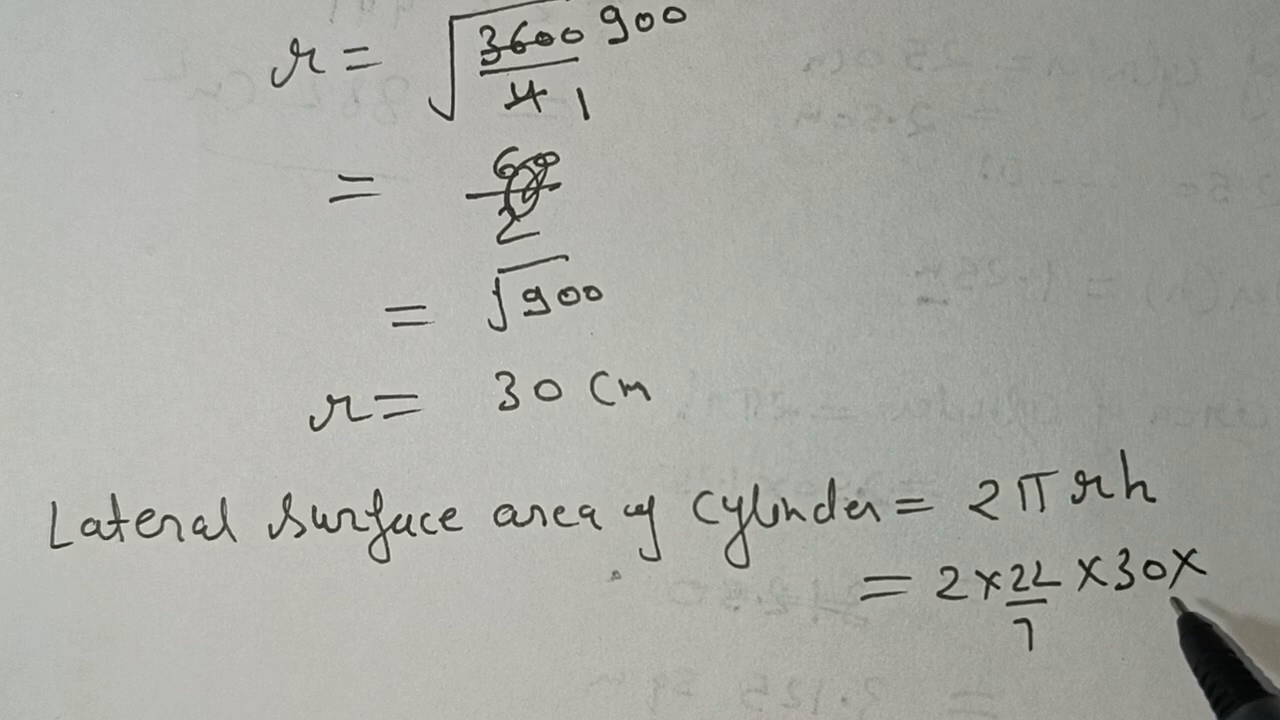 r = √3600/4 900 1
= 60/2
= √900
r = 30 Cm
Lateral surface area of cylinder = 2πrh
= 2 × 22/7 × 30 ×